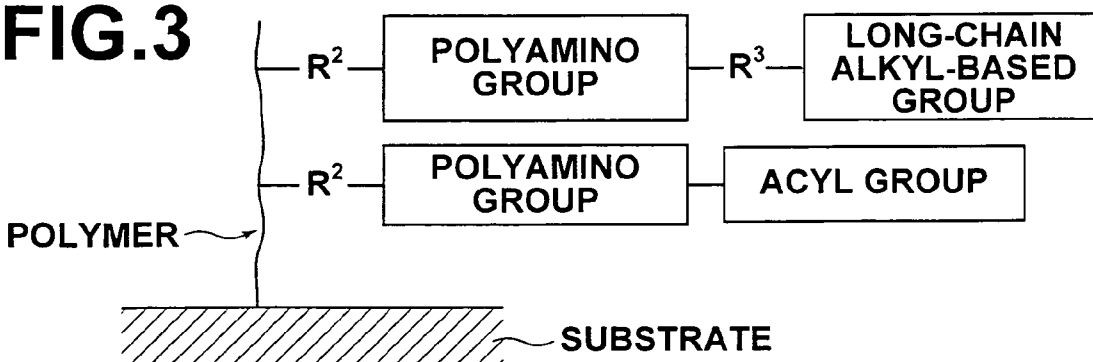 FIG.3
R² POLYAMINO GROUP R³ LONG-CHAIN ALKYL-BASED GROUP
R² POLYAMINO GROUP ACYL GROUP
POLYMER
SUBSTRATE